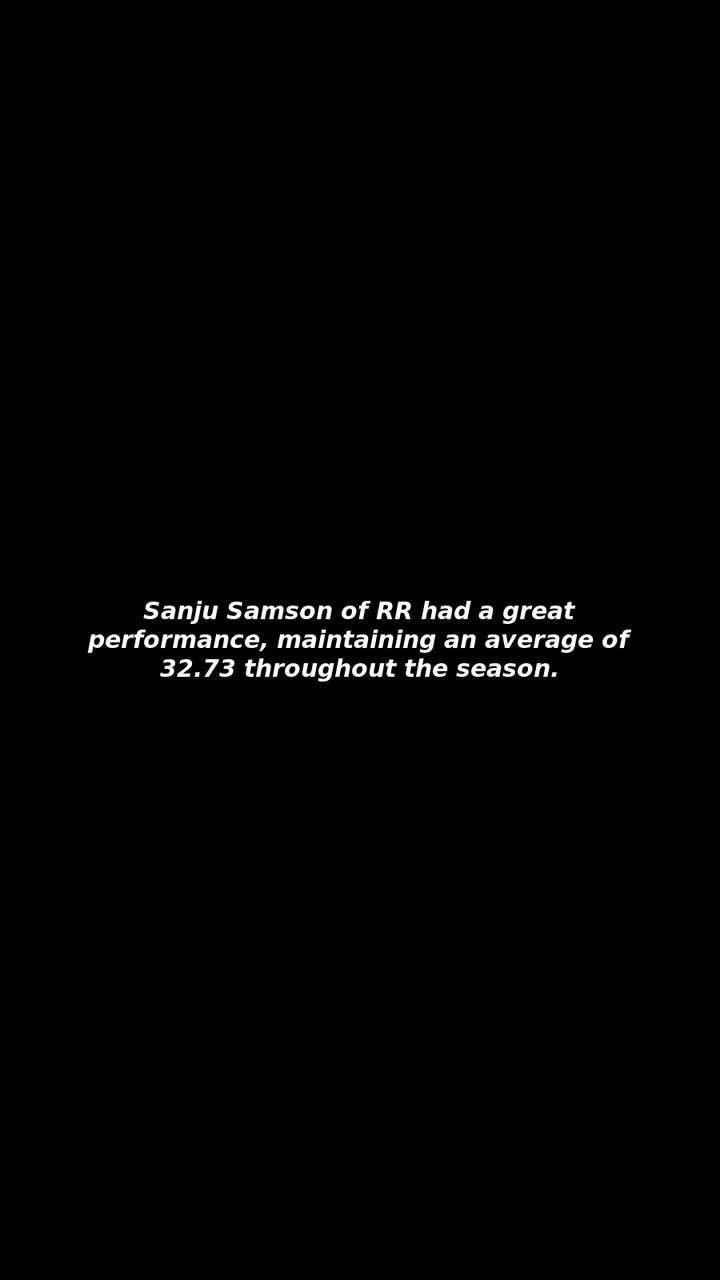 Sanju Samson of RR had a great
performance, maintaining an average of
32.73 throughout the season.